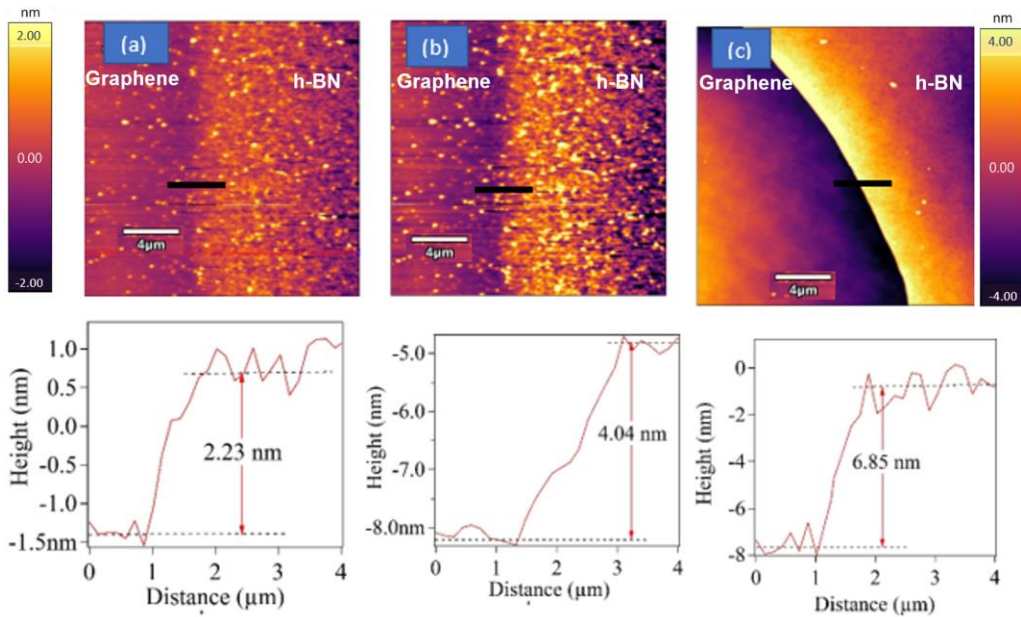 nm
2.00
0.00
-2.00
(a)
Graphene h-BN
4µm
(b)
Graphene h-BN
4µm
(c)
Graphene h-BN
4µm
nm
4.00
0.00
-4.00
Height (nm)
1.0
0.5
0.0
-0.5
-1.0
-1.5nm
2.23 nm
0 1 2 3 4
Distance (µm)
Height (nm)
-5.0
-6.0
-7.0
-8.0nm
4.04 nm
0 1 2 3 4
Distance (µm)
Height (nm)
0
-2
-4
-6
-8
6.85 nm
0 1 2 3 4
Distance (µm)